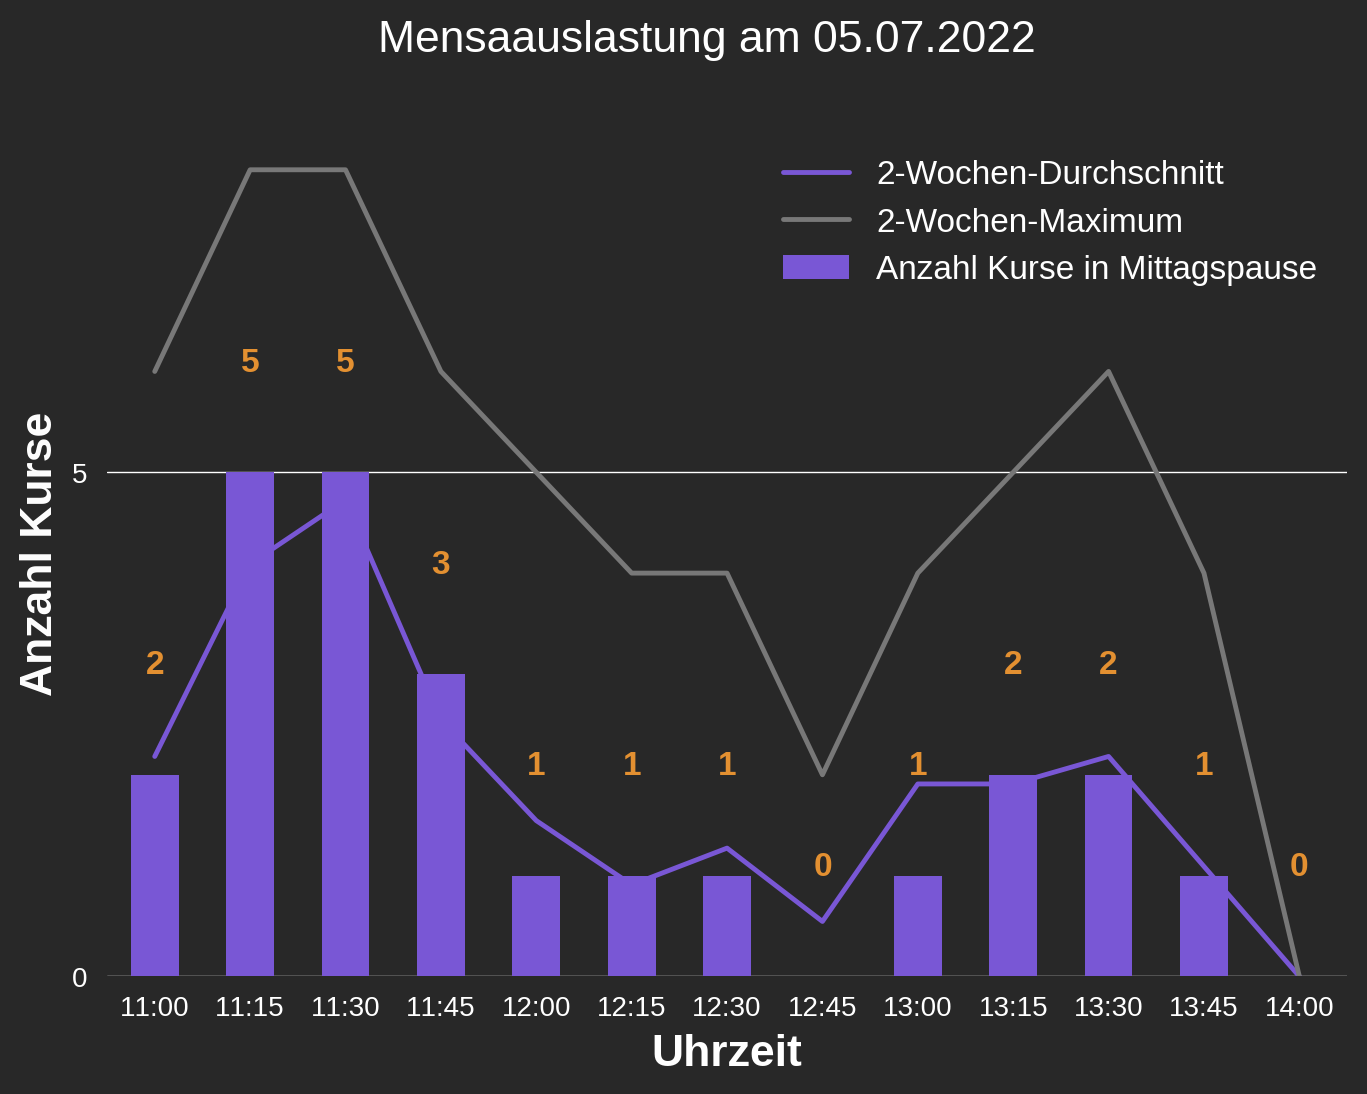 Mensaauslastung am 05.07.2022
2-Wochen-Durchschnitt
2-Wochen-Maximum
Anzahl Kurse in Mittagspause
Anzahl Kurse
5
0
2
5
5
3
1
1
1
0
1
2
2
1
0
11:00 11:15 11:30 11:45 12:00 12:15 12:30 12:45 13:00 13:15 13:30 13:45 14:00
Uhrzeit